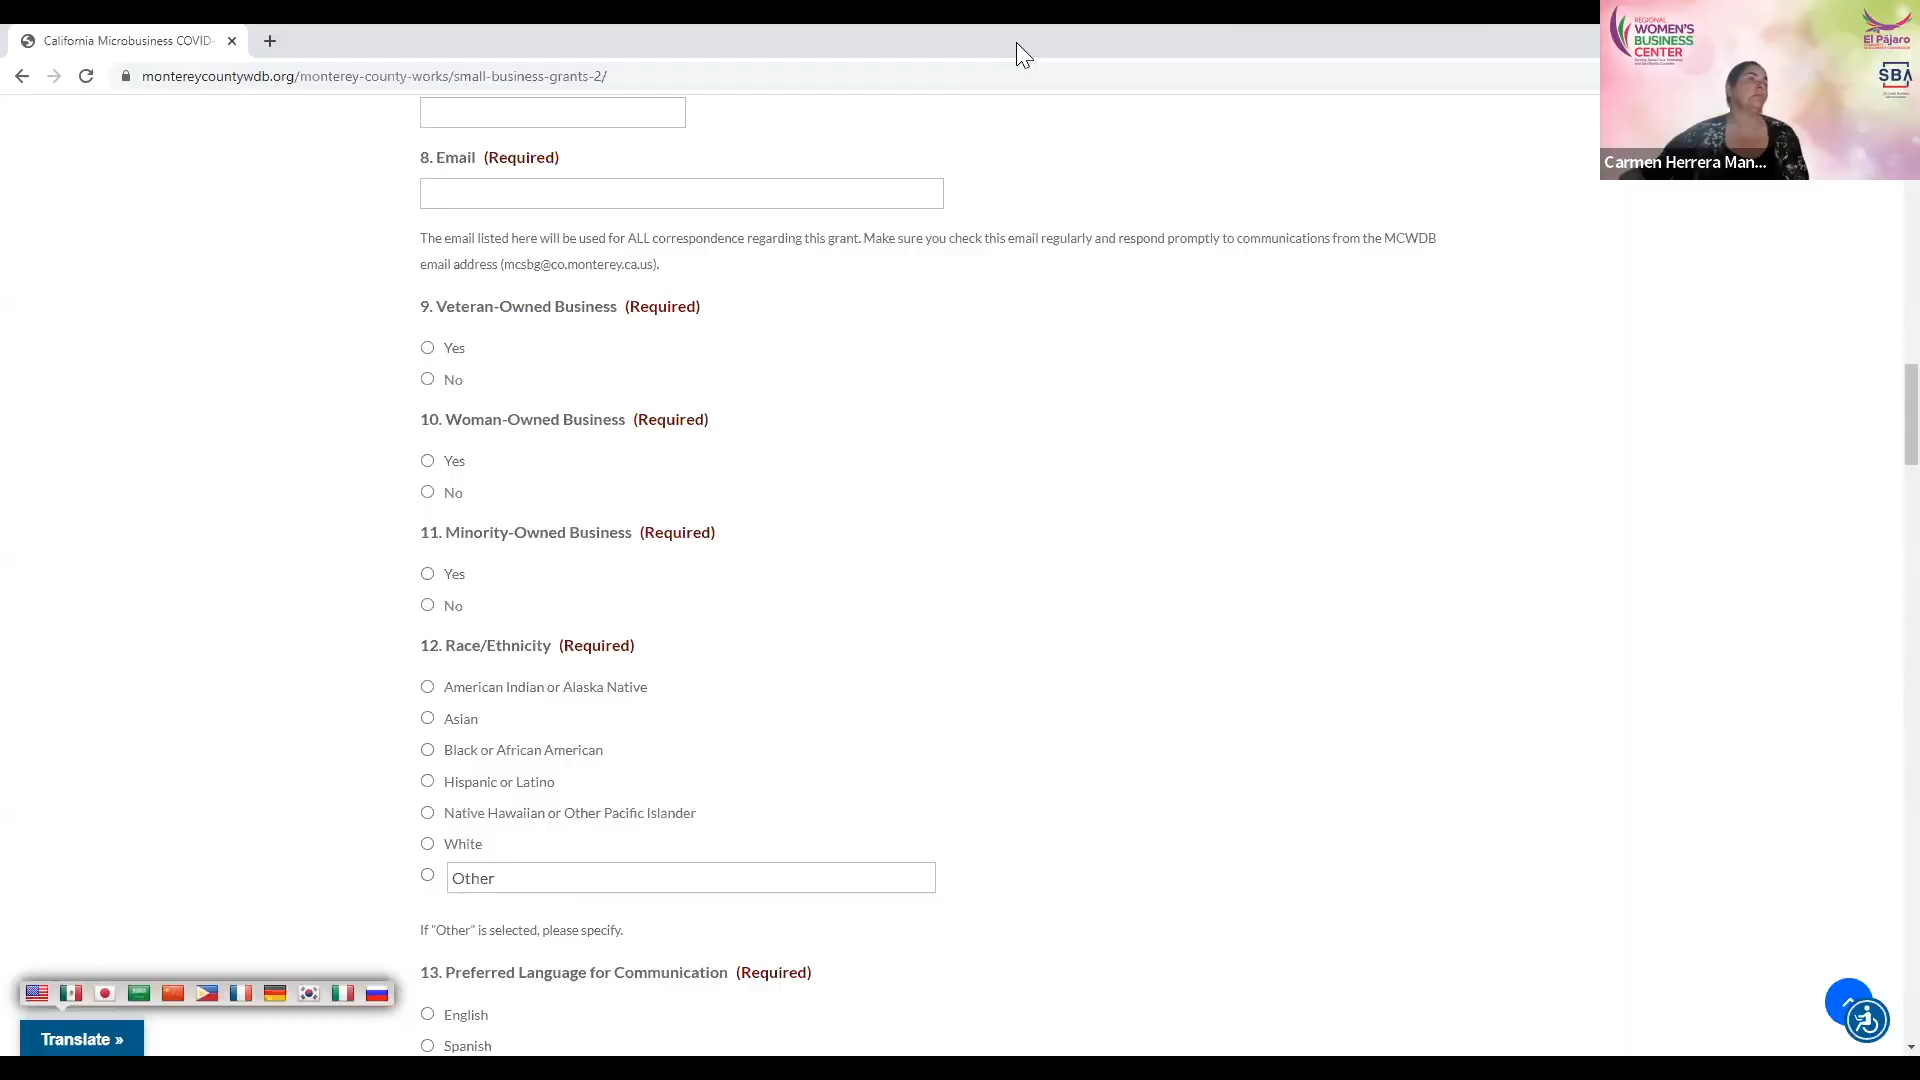 California Microbusiness COVID-
montereycountywdb.org/monterey-county-works/small-business-grants-2/
REGIONAL
WOMEN'S
BUSINESS
CENTER
El Pájaro
SBA
Carmen Herrera Man...
8. Email (Required)
The email listed here will be used for ALL correspondence regarding this grant. Make sure you check this email regularly and respond promptly to communications from the MCWDB
email address (mcsbg@co.monterey.ca.us).
9. Veteran-Owned Business (Required)
Yes
No
10. Woman-Owned Business (Required)
Yes
No
11. Minority-Owned Business (Required)
Yes
No
12. Race/Ethnicity (Required)
American Indian or Alaska Native
Asian
Black or African American
Hispanic or Latino
Native Hawaiian or Other Pacific Islander
White
Other
If "Other" is selected, please specify.
13. Preferred Language for Communication (Required)
English
Spanish
Translate »